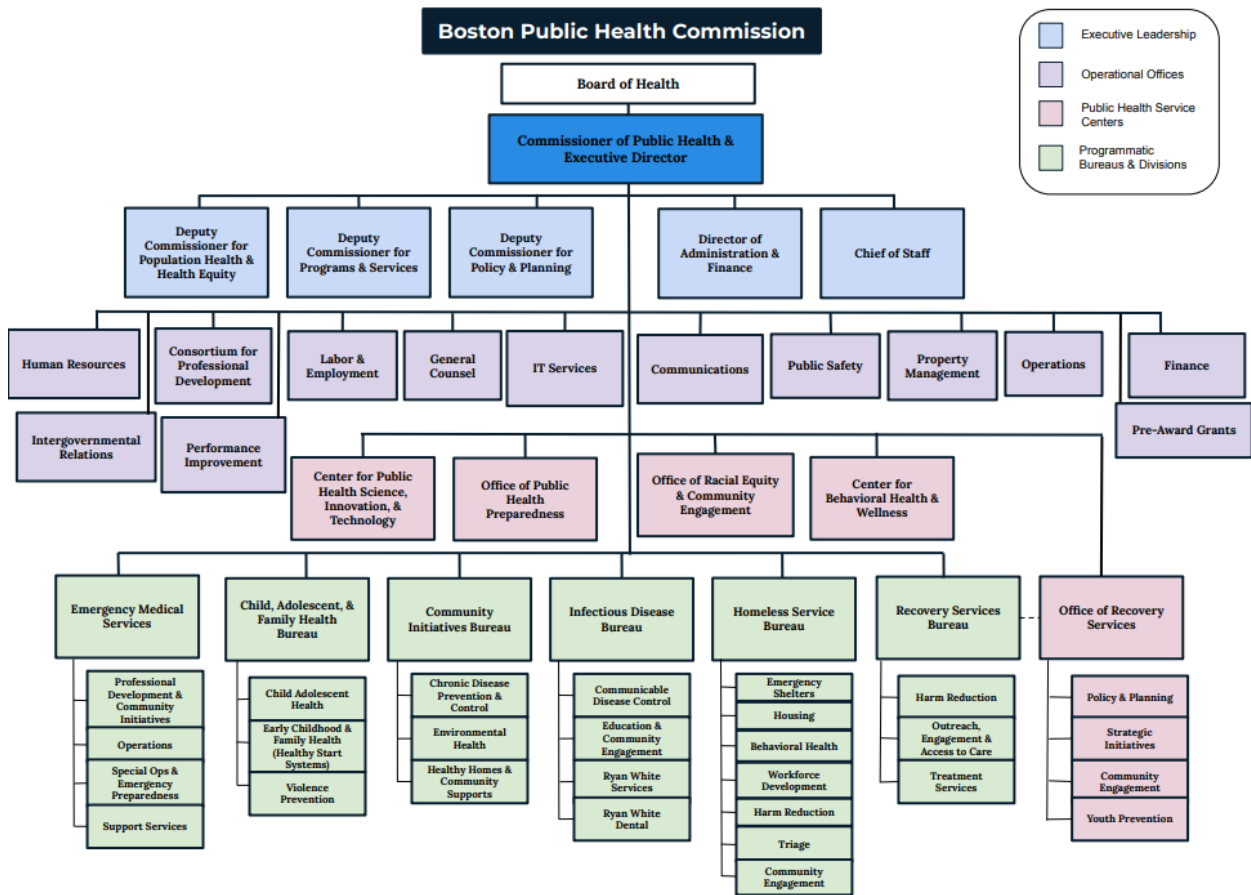 Boston Public Health Commission
Executive Leadership
Operational Offices
Public Health Service
Centers
Programmatic
Bureaus & Divisions
Board of Health
Commissioner of Public Health &
Executive Director
Deputy
Commissioner for
Population Health &
Health Equity
Deputy
Commissioner for
Programs & Services
Deputy
Commissioner for
Policy & Planning
Director of
Administration &
Finance
Chief of Staff
Human Resources
Consortium for
Professional
Development
Labor &
Employment
General
Counsel
IT Services
Communications
Public Safety
Property
Management
Operations
Finance
Intergovernmental
Relations
Performance
Improvement
Pre-Award Grants
Center for Public
Health Science,
Innovation, &
Technology
Office of Public
Health
Preparedness
Office of Racial Equity
& Community
Engagement
Center for
Behavioral Health &
Wellness
Emergency Medical
Services
Professional
Development &
Community
Initiatives
Operations
Special Ops &
Emergency
Preparedness
Support Services
Child, Adolescent, &
Family Health
Bureau
Child Adolescent
Health
Early Childhood &
Family Health
(Healthy Start
Systems)
Violence
Prevention
Community
Initiatives Bureau
Chronic Disease
Prevention &
Control
Environmental
Health
Healthy Homes &
Community
Supports
Infectious Disease
Bureau
Communicable
Disease Control
Education &
Community
Engagement
Ryan White
Services
Ryan White
Dental
Homeless Service
Bureau
Emergency
Shelters
Housing
Behavioral Health
Workforce
Development
Harm Reduction
Triage
Community
Engagement
Recovery Services
Bureau
Harm Reduction
Outreach,
Engagement &
Access to Care
Treatment
Services
Office of Recovery
Services
Policy & Planning
Strategic
Initiatives
Community
Engagement
Youth Prevention